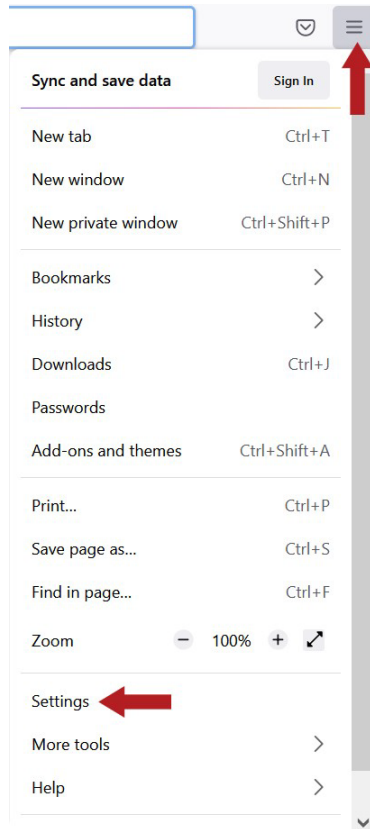 Sync and save data Sign In
New tab Ctrl+T
New window Ctrl+N
New private window Ctrl+Shift+P
Bookmarks
History
Downloads Ctrl+J
Passwords
Add-ons and themes Ctrl+Shift+A
Print... Ctrl+P
Save page as... Ctrl+S
Find in page... Ctrl+F
Zoom − 100% +
Settings
More tools
Help